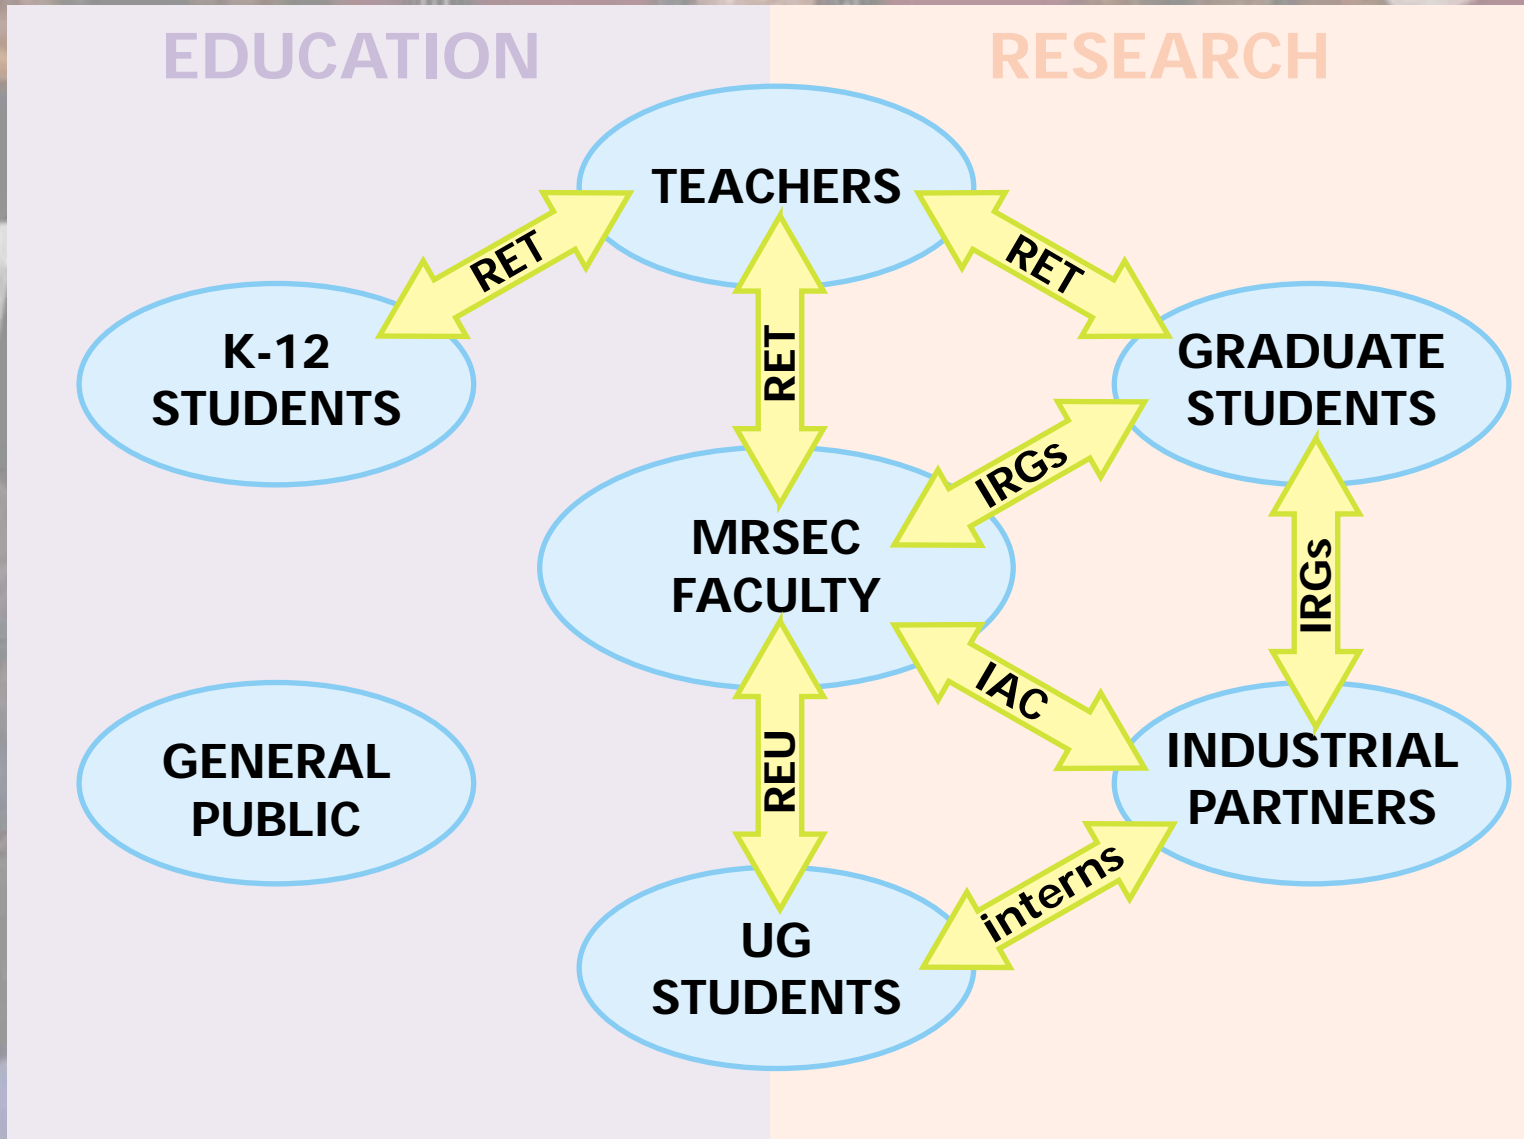 EDUCATION
RESEARCH
TEACHERS
RET
RET
K-12
STUDENTS
RET
GRADUATE
STUDENTS
IRGs
MRSEC
FACULTY
IRGs
IAC
GENERAL
PUBLIC
REU
INDUSTRIAL
PARTNERS
interns
UG
STUDENTS